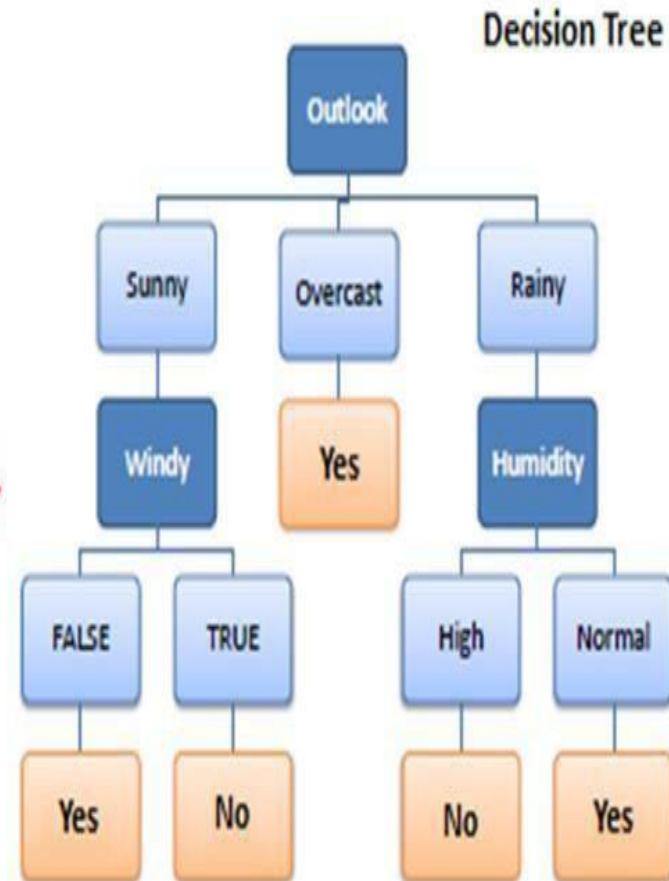 Decision Tree
Outlook
Sunny
Overcast
Rainy
Windy
Yes
Humidity
FALSE
TRUE
High
Normal
Yes
No
No
Yes